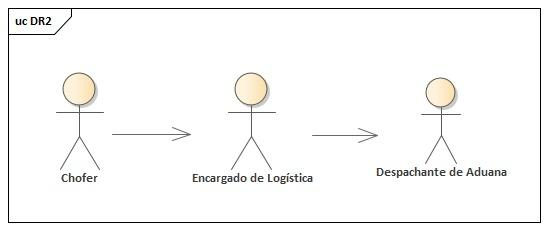 uc DR2
Chofer
Encargado de Logística
Despachante de Aduana